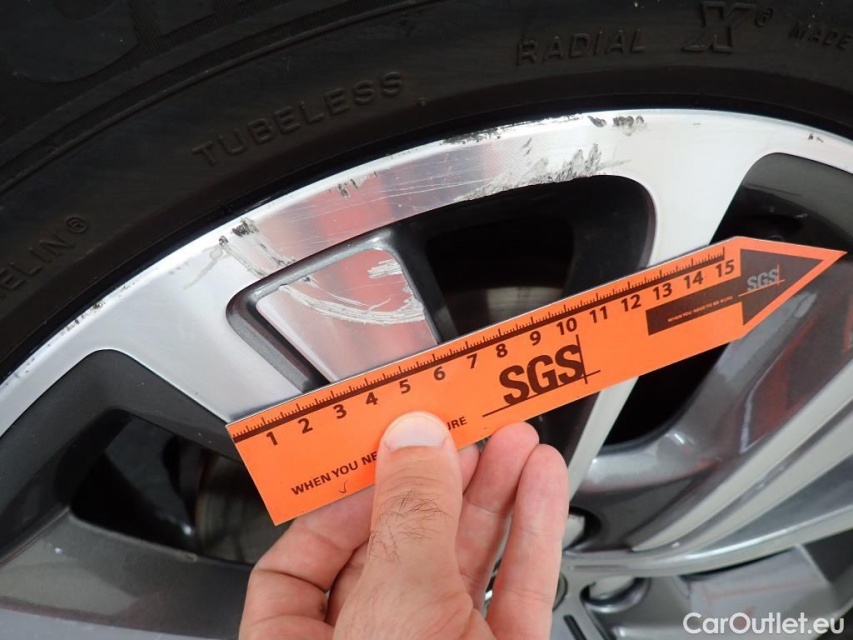 RADIAL X®
MADE
TUBELESS
ELIN®
1 2 3 4 5 6 7 8 9 10 11 12 13 14 15
SGS
SGS
WHEN YOU NE URE
CarOutlet.eu